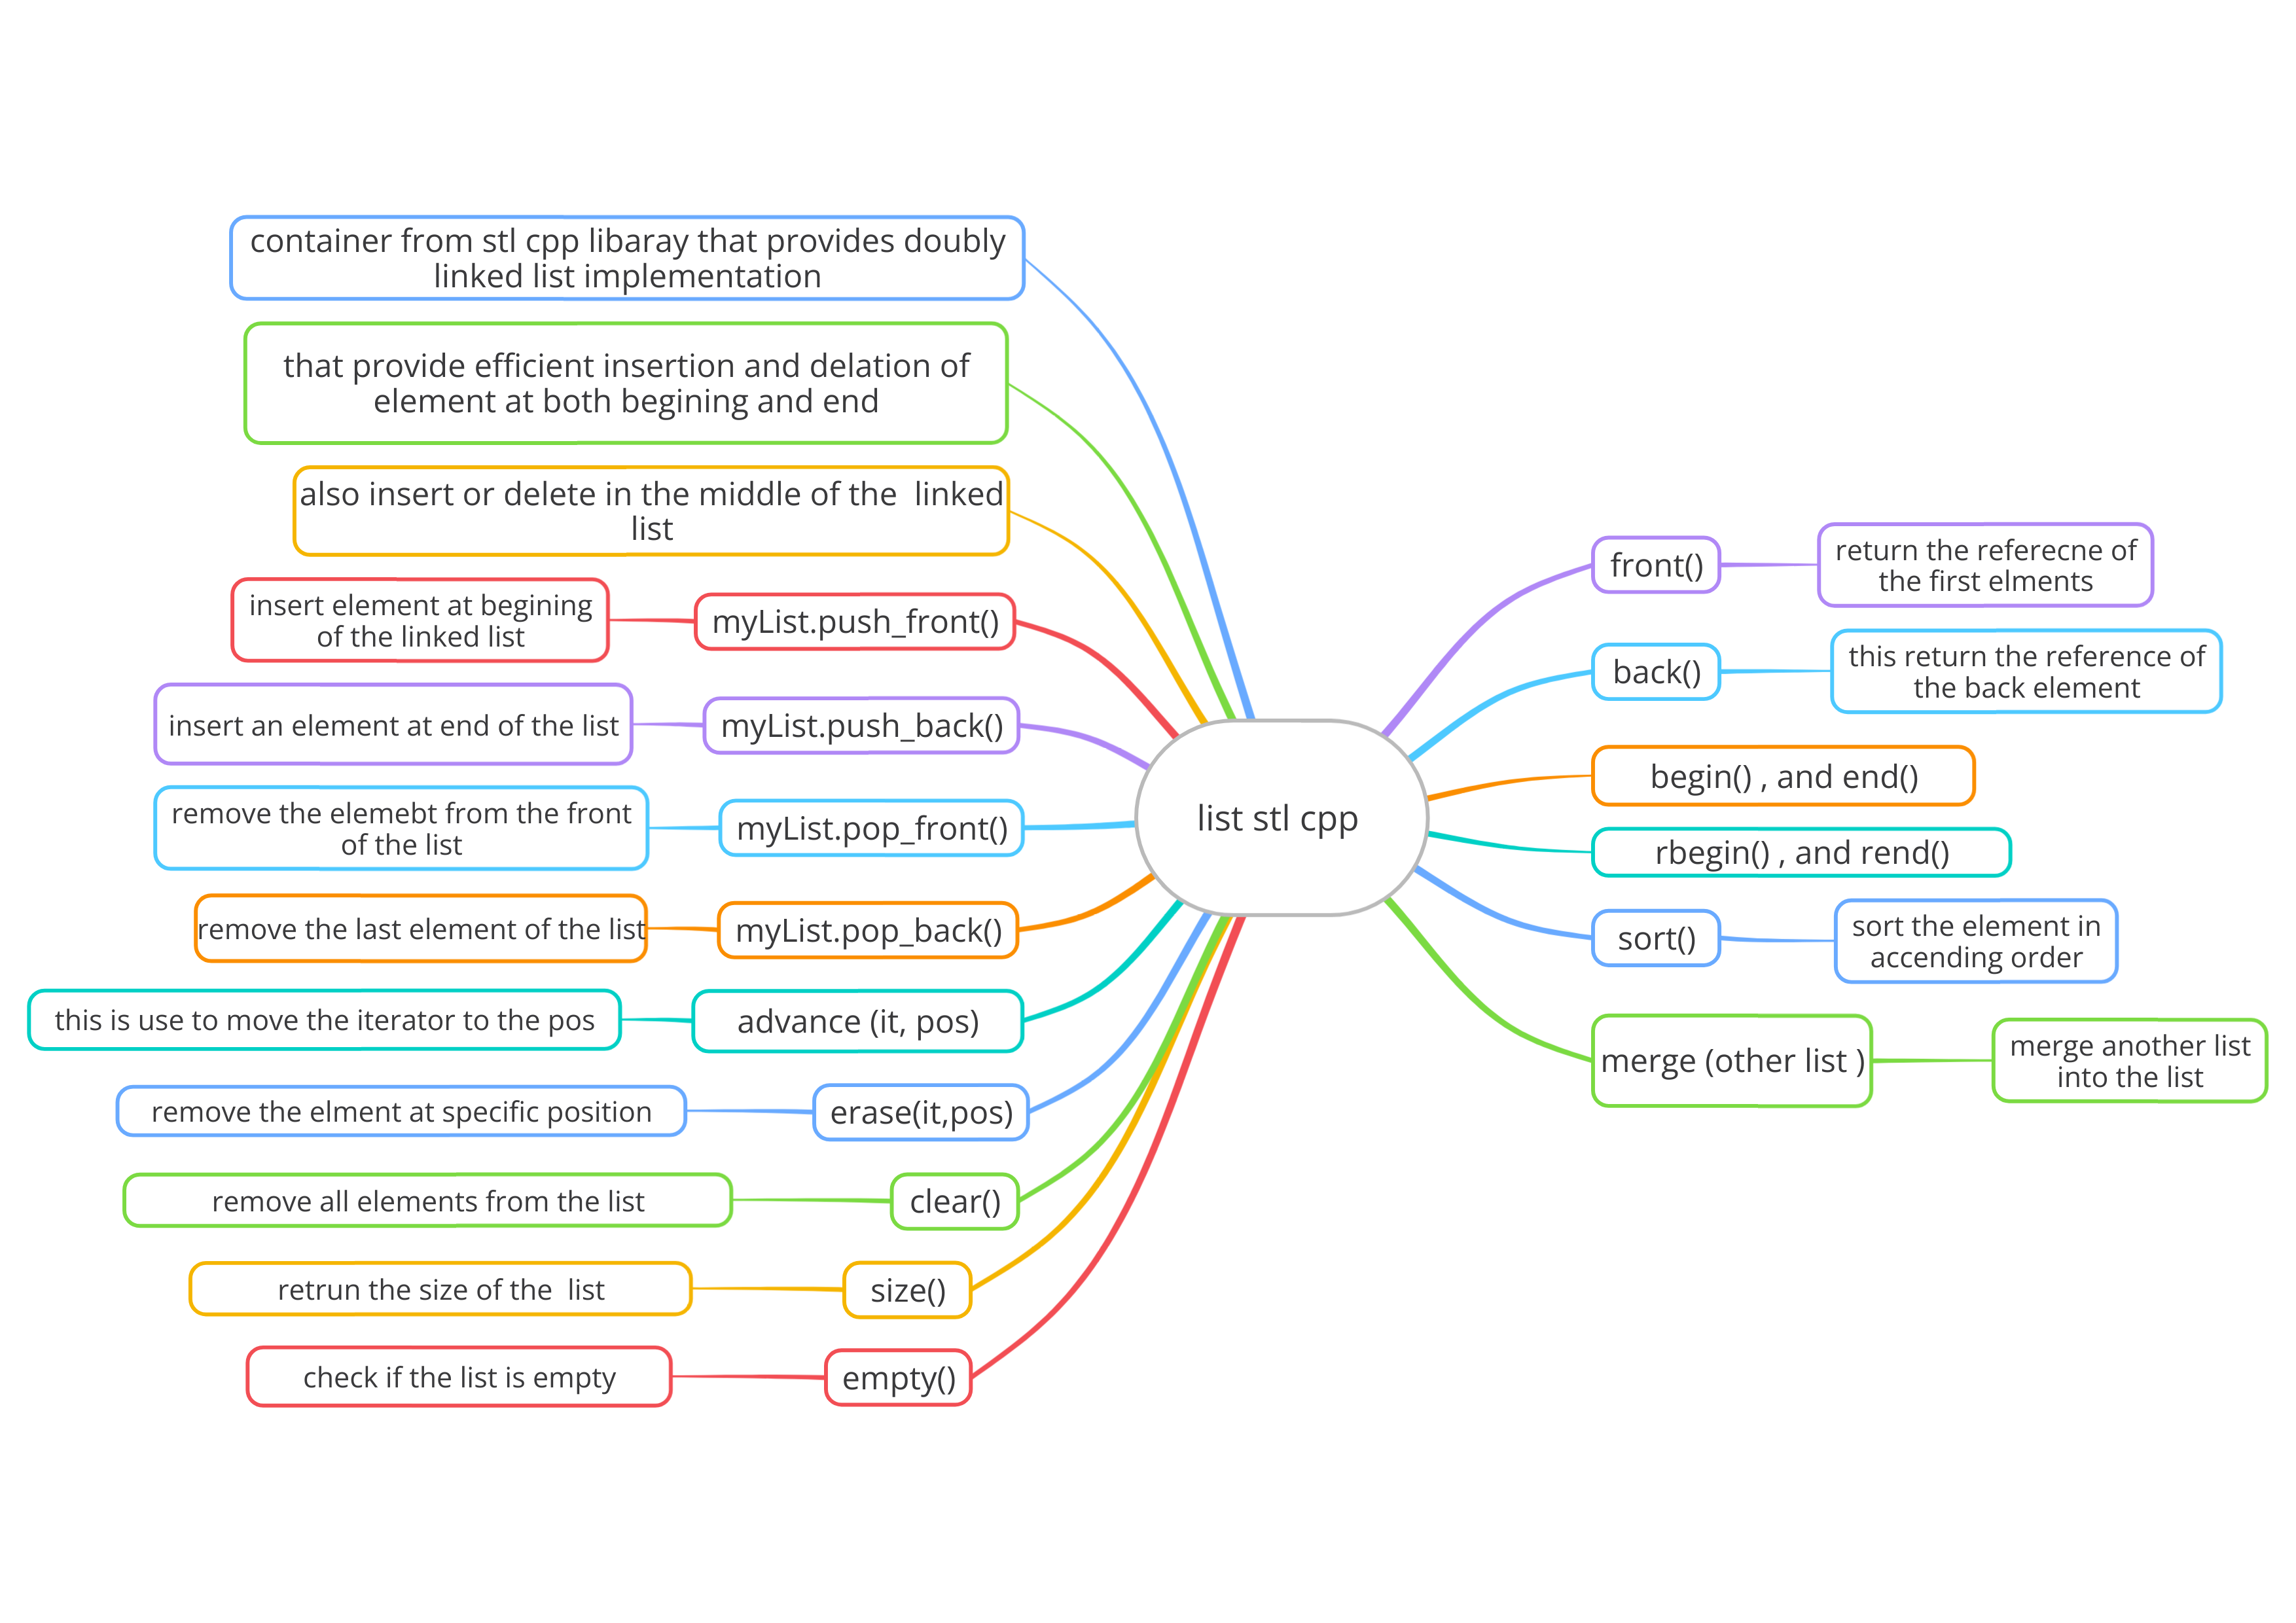 container from stl cpp libaray that provides doubly
linked list implementation
that provide efficient insertion and delation of
element at both begining and end
also insert or delete in the middle of the  linked
list
insert element at begining
of the linked list
myList.push_front()
insert an element at end of the list
myList.push_back()
remove the elemebt from the front
of the list
myList.pop_front()
remove the last element of the list
myList.pop_back()
this is use to move the iterator to the pos
advance (it, pos)
remove the elment at specific position
erase(it,pos)
remove all elements from the list
clear()
retrun the size of the  list
size()
check if the list is empty
empty()
list stl cpp
front()
return the referecne of
the first elments
back()
this return the reference of
the back element
begin() , and end()
rbegin() , and rend()
sort()
sort the element in
accending order
merge (other list )
merge another list
into the list